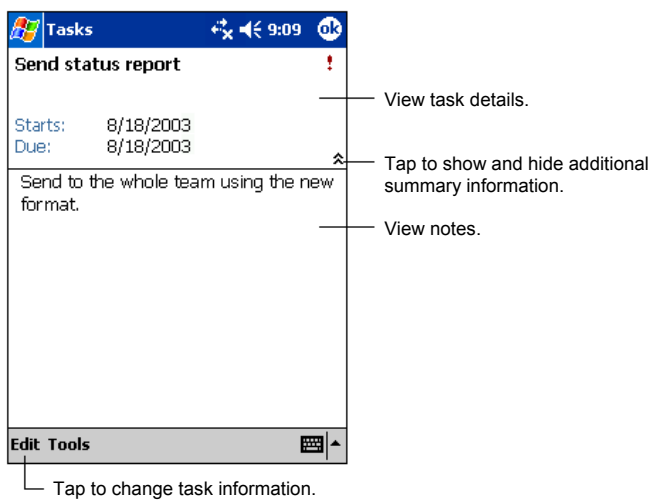 Tasks 9:09 ok
Send status report !
View task details.
Starts: 8/18/2003
Due: 8/18/2003
Tap to show and hide additional
summary information.
Send to the whole team using the new
format.
View notes.
Edit Tools
Tap to change task information.